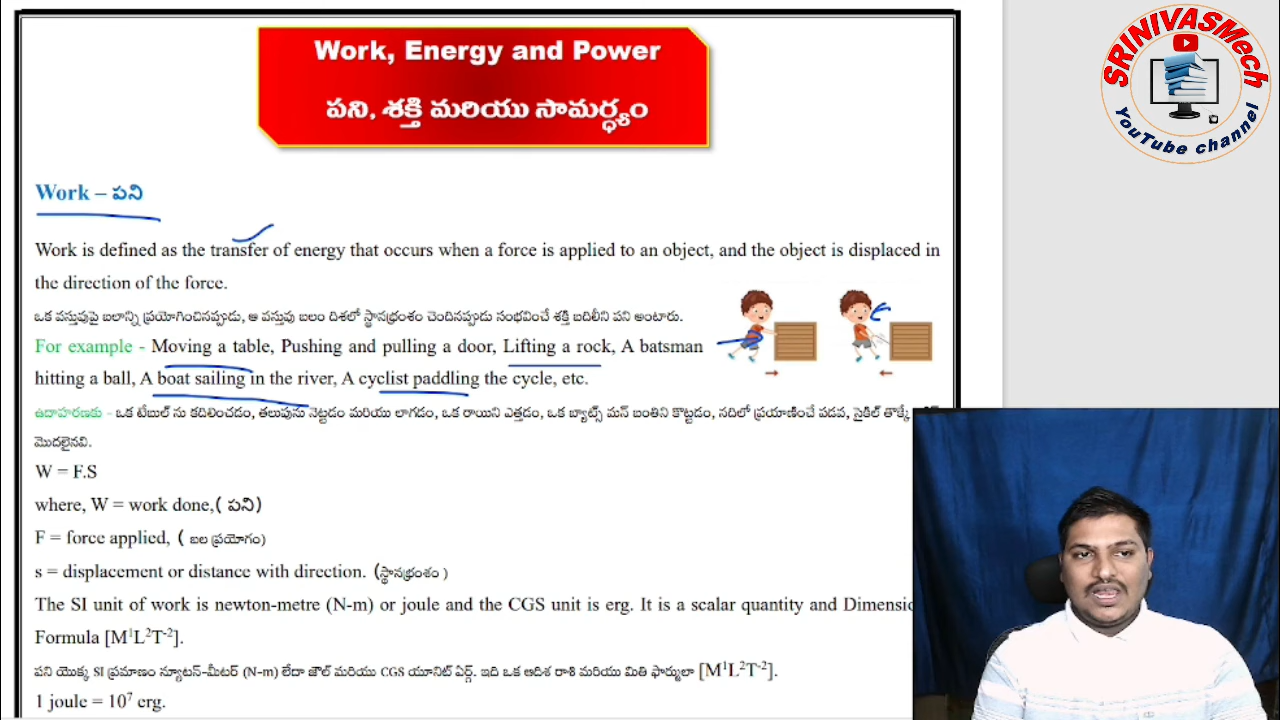 Work, Energy and Power
పని, శక్తి మరియు సామర్ధ్యం
SRINIVASMech
YouTube channel
Work – పని
Work is defined as the transfer of energy that occurs when a force is applied to an object, and the object is displaced in
the direction of the force.
ఒక వస్తువుపై బలాన్ని ప్రయోగించినప్పుడు, ఆ వస్తువు బలం దిశలో స్థానభ్రంశం చెందినప్పుడు సంభవించే శక్తి బదిలీని పని అంటారు.
For example - Moving a table, Pushing and pulling a door, Lifting a rock, A batsman
hitting a ball, A boat sailing in the river, A cyclist paddling the cycle, etc.
ఉదాహరణకు - ఒక టేబుల్ ను కదిలించడం, తలుపును నెట్టడం మరియు లాగడం, ఒక రాయిని ఎత్తడం, ఒక బ్యాట్స్ మన్ బంతిని కొట్టడం, నదిలో ప్రయాణించే పడవ, సైకిల్ తొక్కే
మొదలైనవి.
W = F.S
where, W = work done,( పని)
F = force applied, ( బల ప్రయోగం)
s = displacement or distance with direction. (స్థానభ్రంశం )
The SI unit of work is newton-metre (N-m) or joule and the CGS unit is erg. It is a scalar quantity and Dimensio
Formula [M¹L²T⁻²].
పని యొక్క SI ప్రమాణం న్యూటన్-మీటర్ (N-m) లేదా జౌల్ మరియు CGS యూనిట్ ఏర్గ్. ఇది ఒక అదిశ రాశి మరియు మితి ఫార్ములా [M¹L²T⁻²].
1 joule = 10⁷ erg.